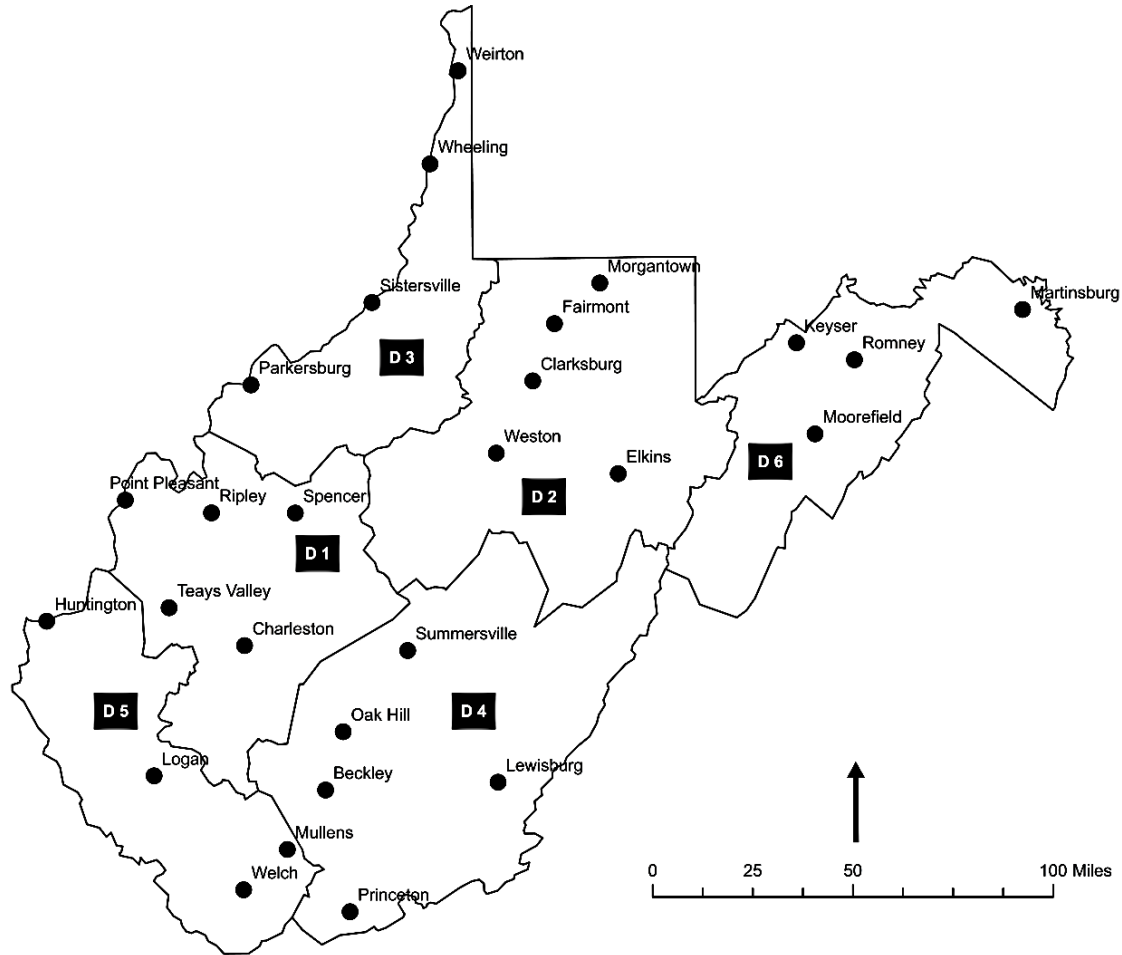 Weirton
Wheeling
Morgantown
Sistersville
Martinsburg
Fairmont
Keyser
Romney
D 3
Parkersburg
Clarksburg
Moorefield
Weston
Elkins
D 6
Point Pleasant
Ripley
Spencer
D 2
D 1
Teays Valley
Huntington
Charleston
Summersville
D 5
Oak Hill
D 4
Logan
Beckley
Lewisburg
Mullens
Welch
Princeton
0 25 50 100 Miles